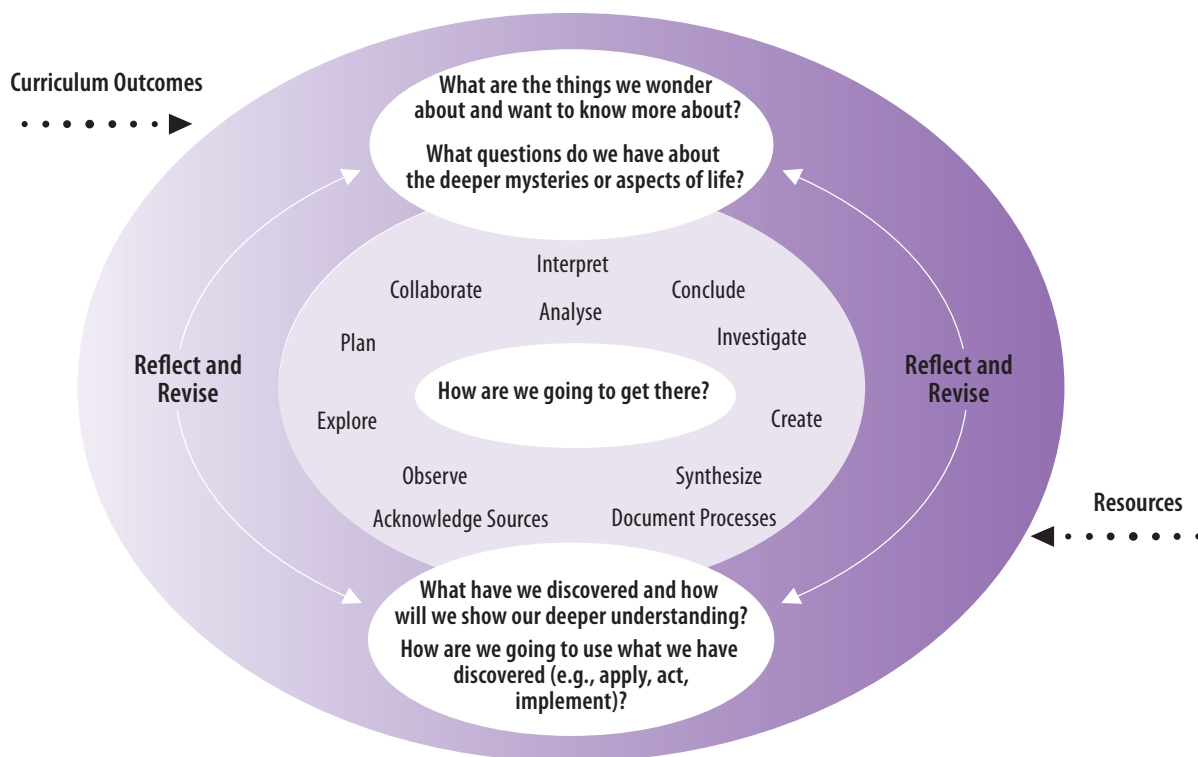 Curriculum Outcomes
What are the things we wonder
about and want to know more about?
What questions do we have about
the deeper mysteries or aspects of life?
Interpret
Collaborate
Conclude
Analyse
Plan
Investigate
Reflect and
Revise
How are we going to get there?
Reflect and
Revise
Explore
Create
Observe
Synthesize
Acknowledge Sources
Document Processes
Resources
What have we discovered and how
will we show our deeper understanding?
How are we going to use what we have
discovered (e.g., apply, act,
implement)?